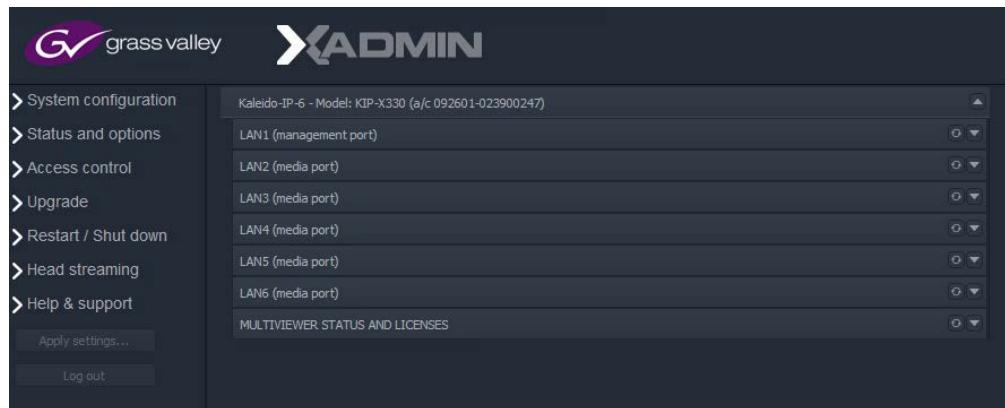 GV grass valley XADMIN
System configuration
Status and options
Access control
Upgrade
Restart / Shut down
Head streaming
Help & support
Apply settings...
Log out
Kaleido-IP-6 - Model: KIP-X330 (a/c 092601-023900247)
LAN1 (management port)
LAN2 (media port)
LAN3 (media port)
LAN4 (media port)
LAN5 (media port)
LAN6 (media port)
MULTIVIEWER STATUS AND LICENSES